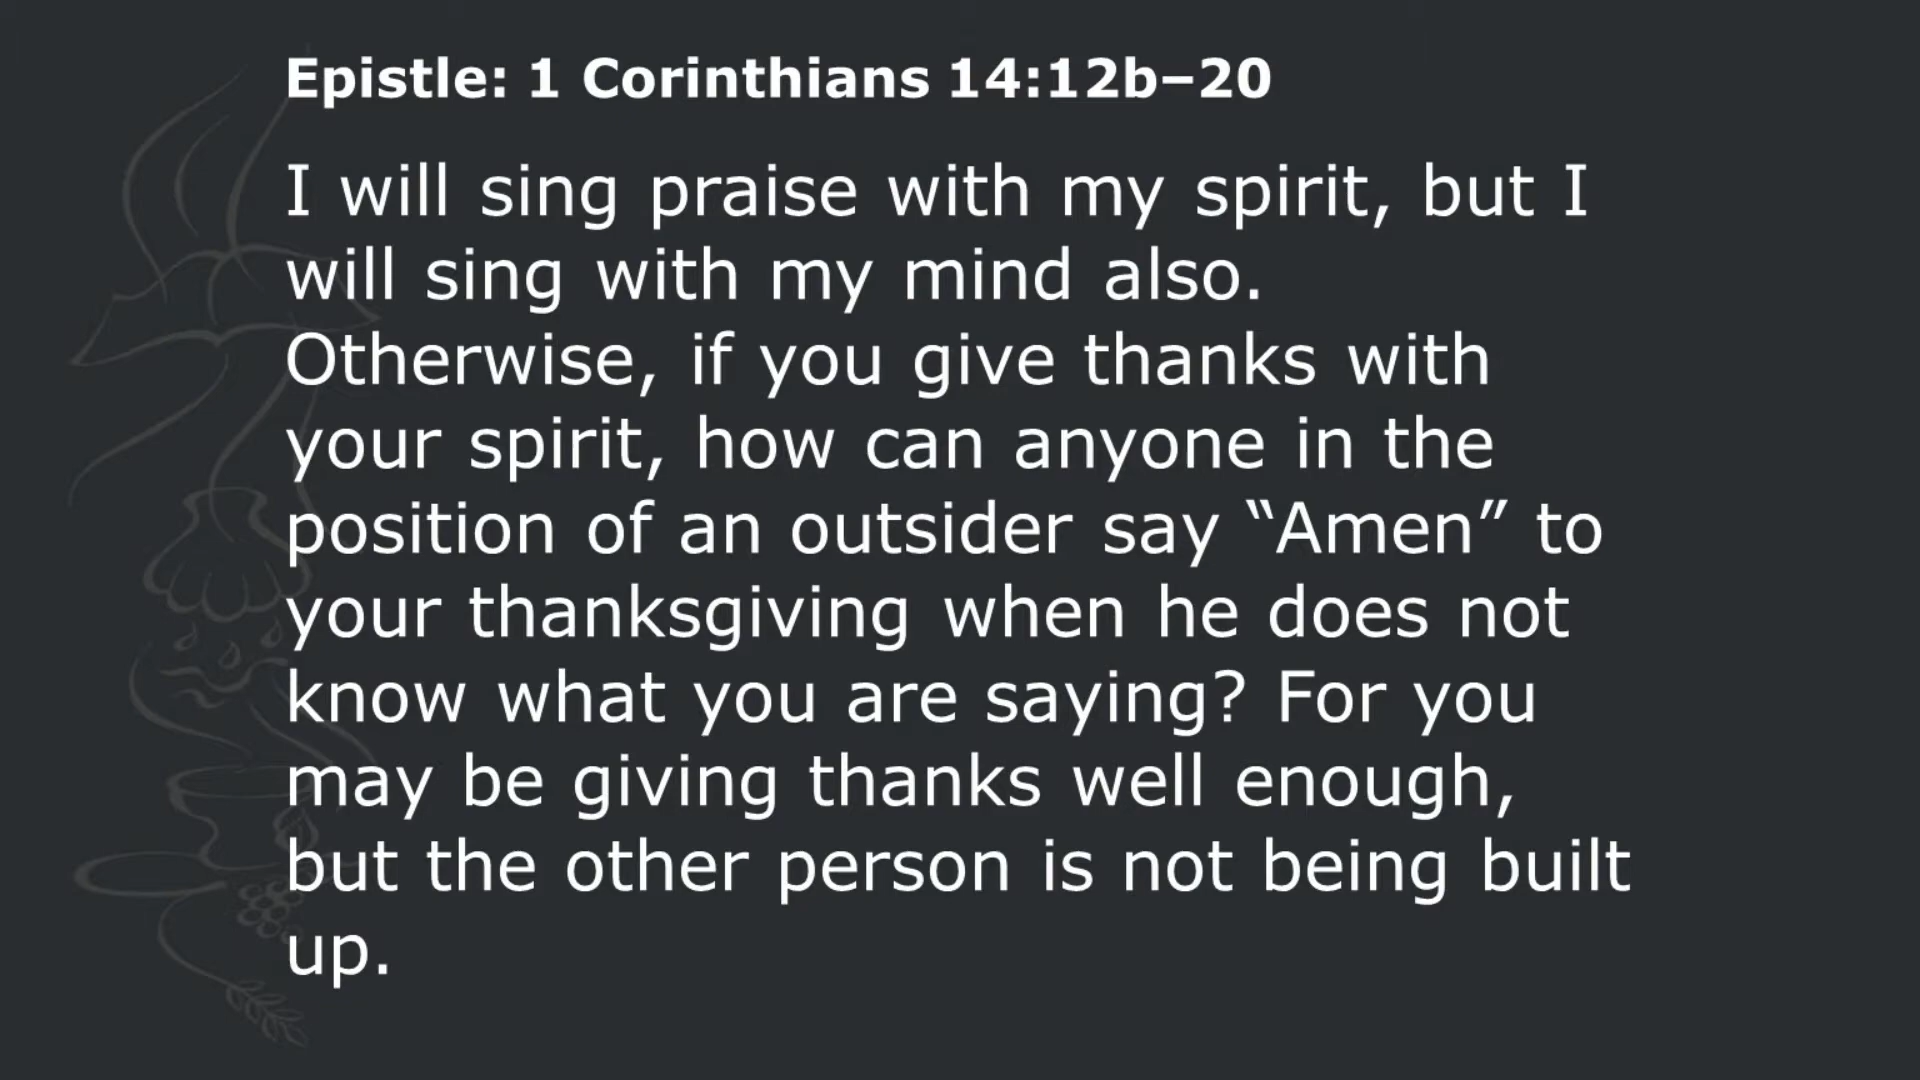 Epistle: 1 Corinthians 14:12b–20
I will sing praise with my spirit, but I
will sing with my mind also.
Otherwise, if you give thanks with
your spirit, how can anyone in the
position of an outsider say “Amen” to
your thanksgiving when he does not
know what you are saying? For you
may be giving thanks well enough,
but the other person is not being built
up.